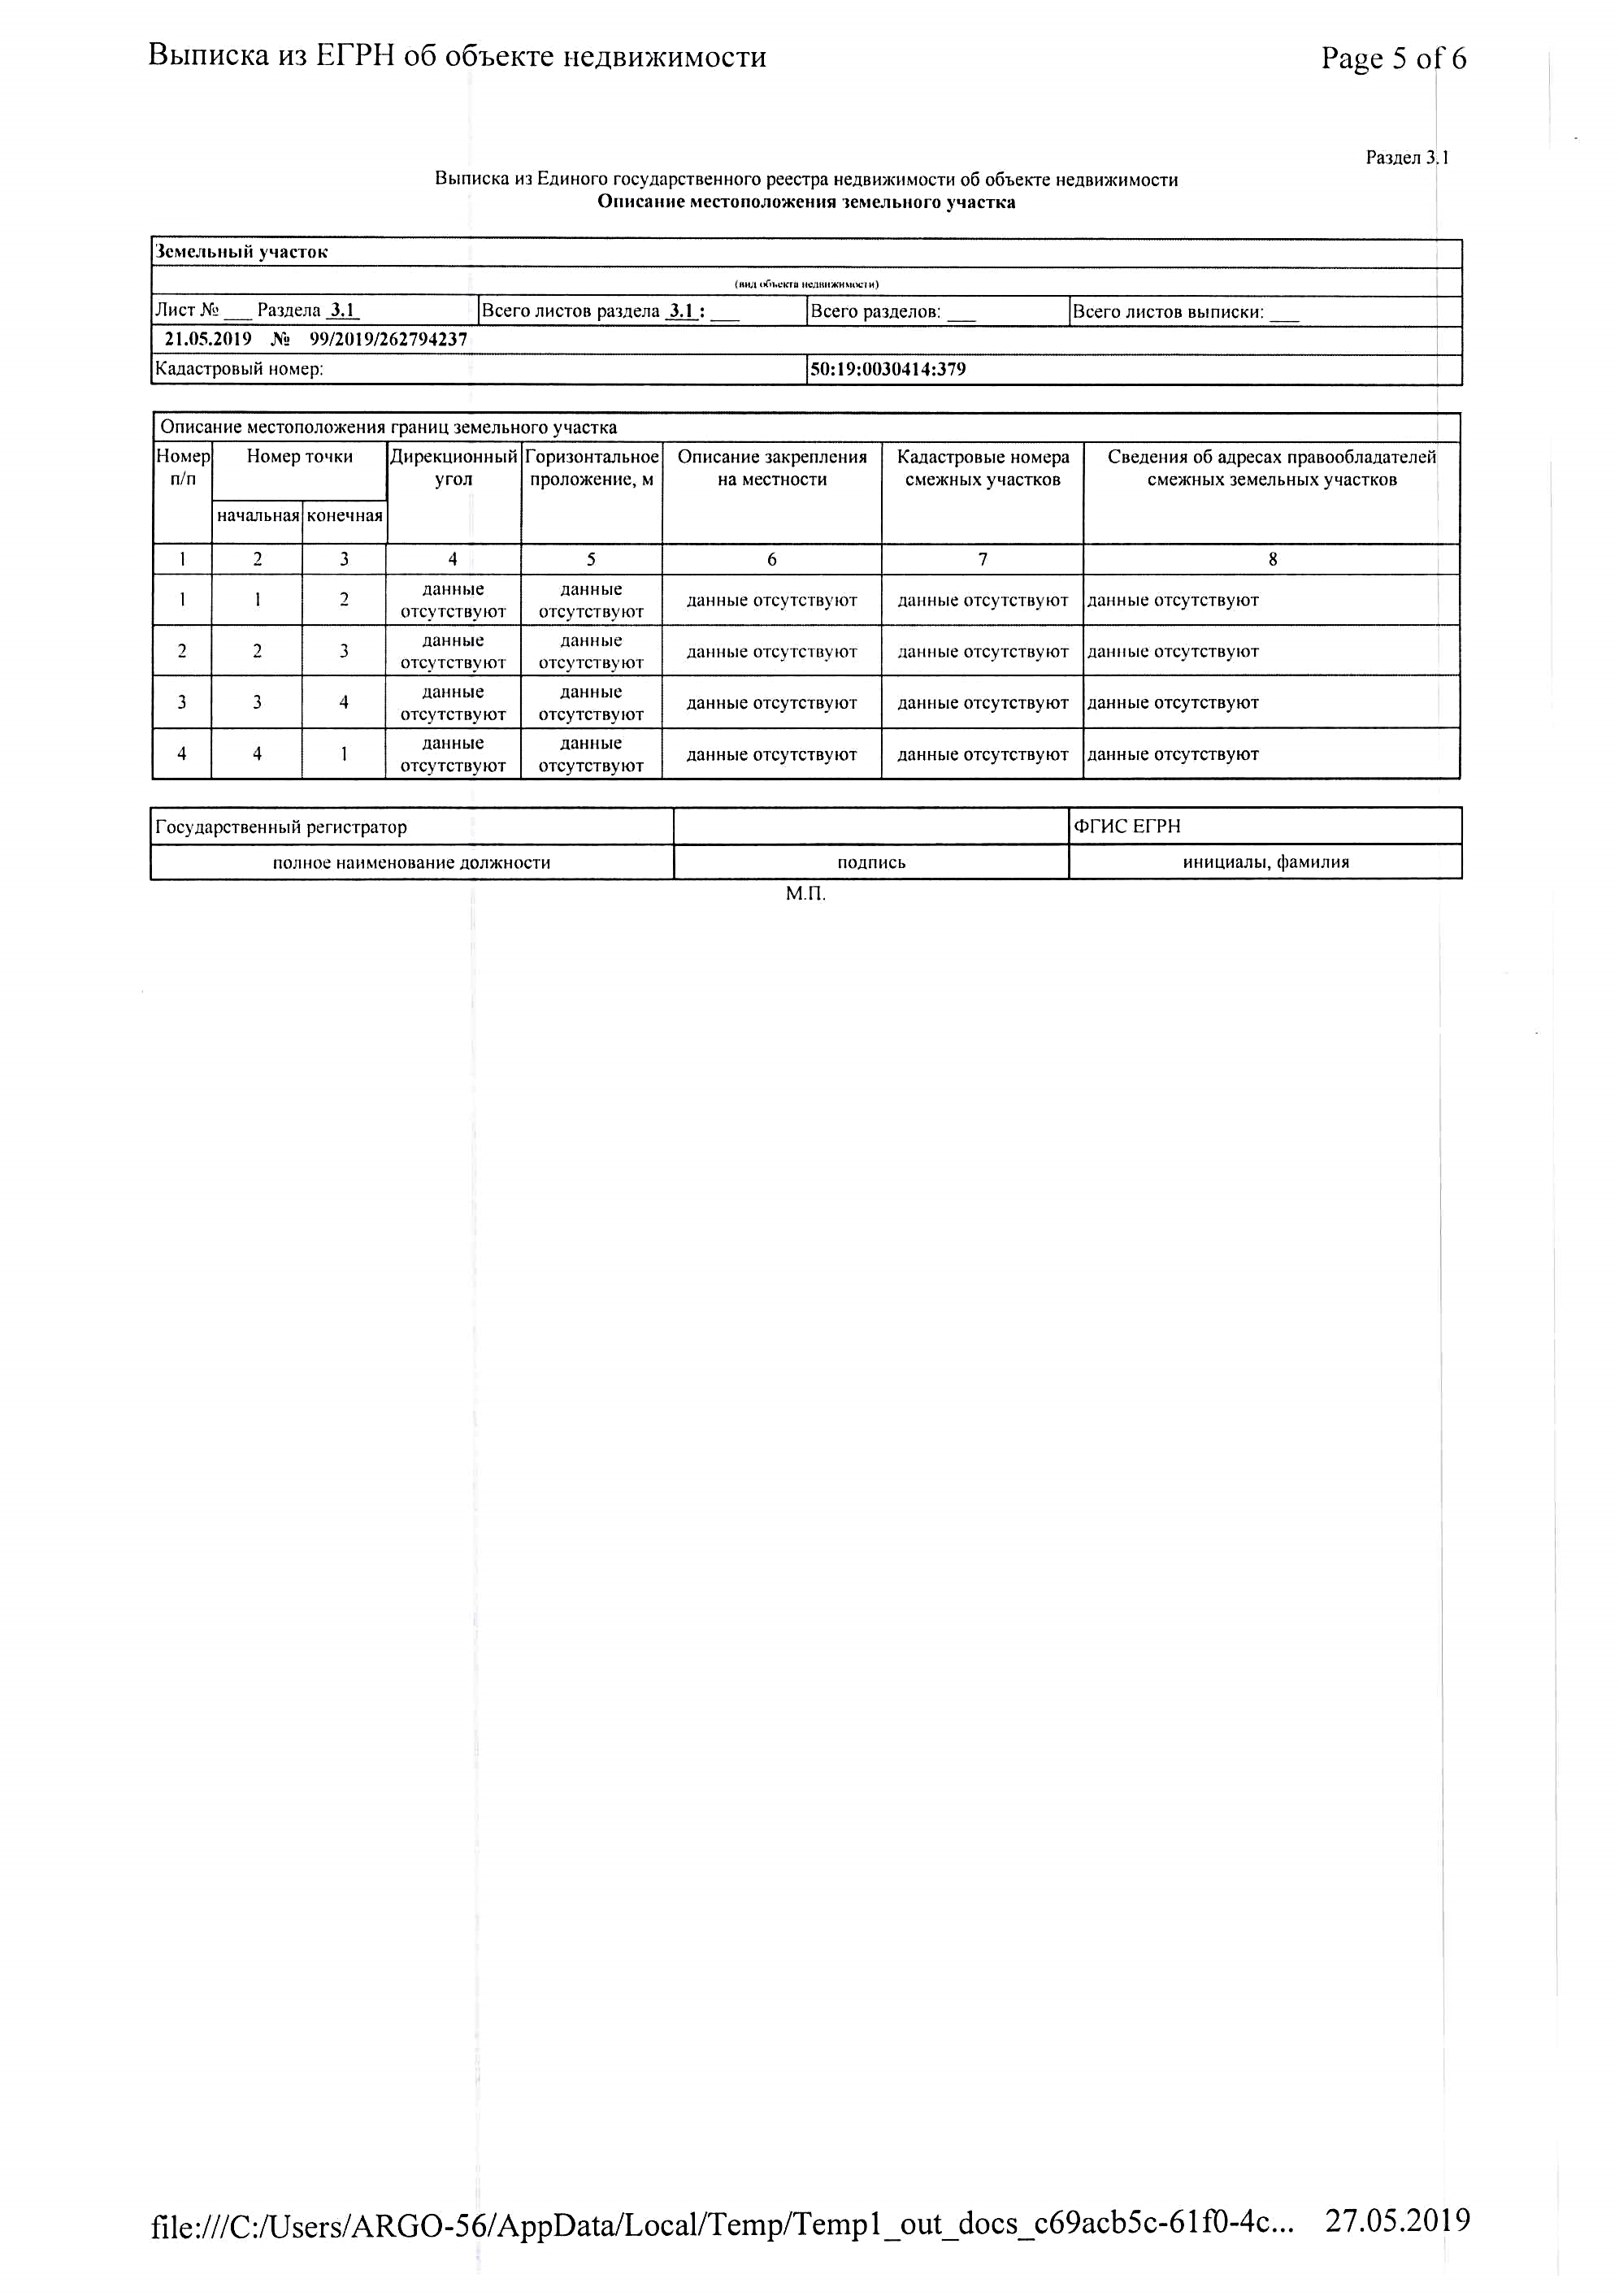 Выписка из ЕГРН об объекте недвижимости Page 5 of 6
Раздел 3.1
Выписка из Единого государственного реестра недвижимости об объекте недвижимости
Описание местоположения земельного участка
Земельный участок
(вид объекта недвижимости)
Лист № ___ Раздела 3.1 Всего листов раздела 3.1 : ___ Всего разделов: ___ Всего листов выписки: ___
21.05.2019 № 99/2019/262794237
Кадастровый номер: 50:19:0030414:379
Описание местоположения границ земельного участка
Номер п/п Номер точки Дирекционный угол Горизонтальное проложение, м Описание закрепления на местности Кадастровые номера смежных участков Сведения об адресах правообладателей смежных земельных участков
начальная конечная
1 2 3 4 5 6 7 8
1 1 2 данные отсутствуют данные отсутствуют данные отсутствуют данные отсутствуют данные отсутствуют
2 2 3 данные отсутствуют данные отсутствуют данные отсутствуют данные отсутствуют данные отсутствуют
3 3 4 данные отсутствуют данные отсутствуют данные отсутствуют данные отсутствуют данные отсутствуют
4 4 1 данные отсутствуют данные отсутствуют данные отсутствуют данные отсутствуют данные отсутствуют
Государственный регистратор ФГИС ЕГРН
полное наименование должности подпись инициалы, фамилия
М.П.
file:///C:/Users/ARGO-56/AppData/Local/Temp/Temp1_out_docs_c69acb5c-61f0-4c... 27.05.2019